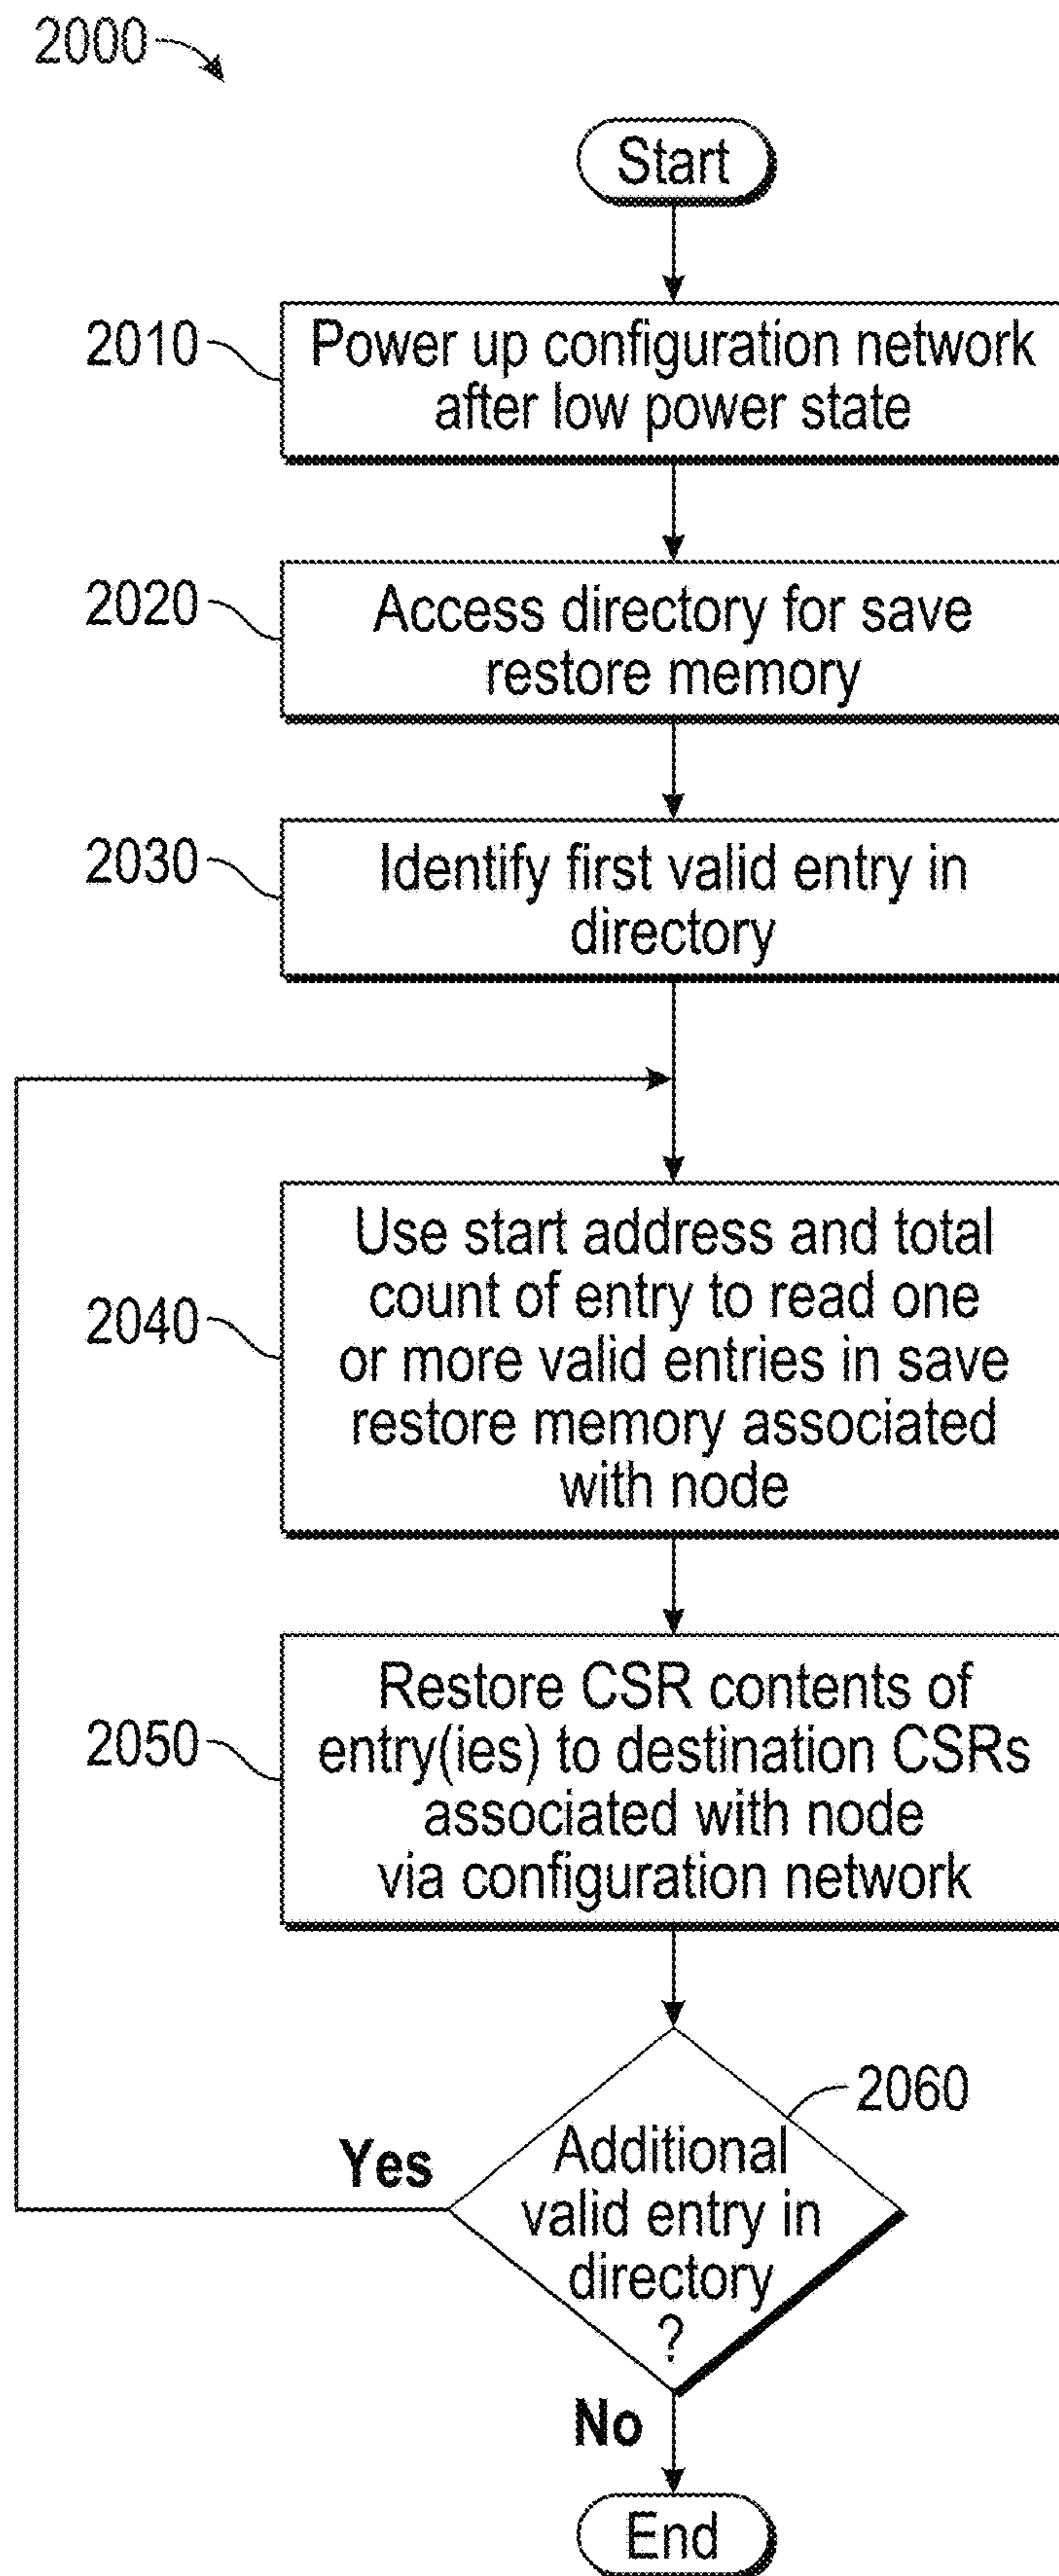 2000
Start
2010
Power up configuration network
after low power state
2020
Access directory for save
restore memory
2030
Identify first valid entry in
directory
2040
Use start address and total
count of entry to read one
or more valid entries in save
restore memory associated
with node
2050
Restore CSR contents of
entry(ies) to destination CSRs
associated with node
via configuration network
2060
Additional
valid entry in
directory
?
Yes
No
End